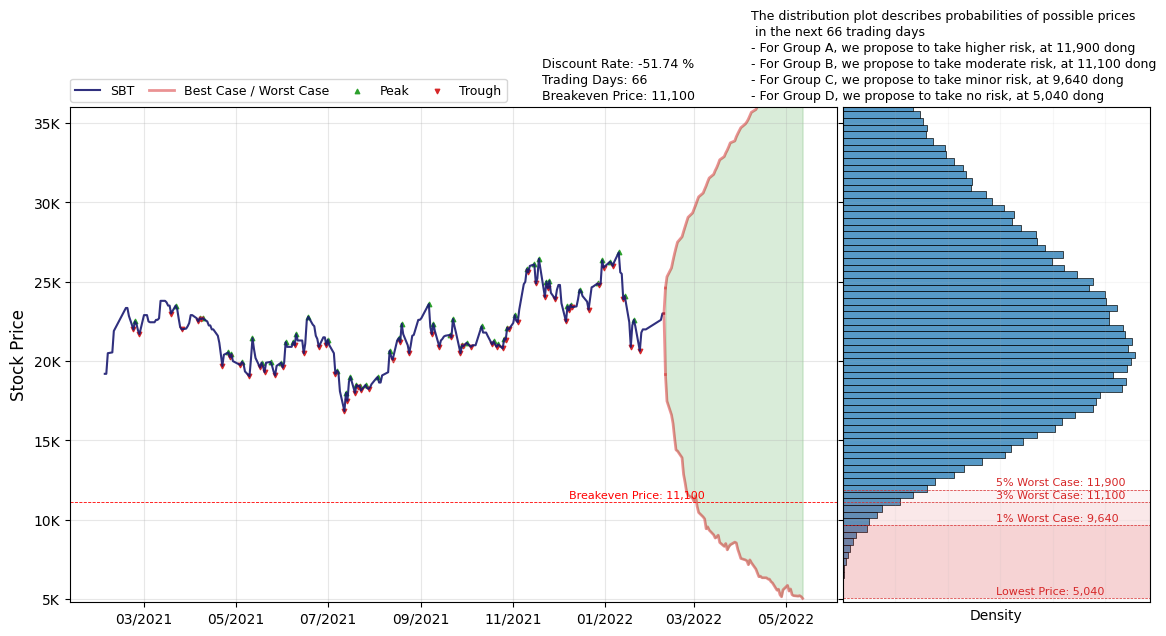 The distribution plot describes probabilities of possible prices
in the next 66 trading days
- For Group A, we propose to take higher risk, at 11,900 dong
- For Group B, we propose to take moderate risk, at 11,100 dong
- For Group C, we propose to take minor risk, at 9,640 dong
- For Group D, we propose to take no risk, at 5,040 dong
Discount Rate: -51.74 %
Trading Days: 66
Breakeven Price: 11,100
SBT
Best Case / Worst Case
Peak
Trough
Stock Price
35K
30K
25K
20K
15K
10K
5K
Breakeven Price: 11,100
03/2021
05/2021
07/2021
09/2021
11/2021
01/2022
03/2022
05/2022
5% Worst Case: 11,900
3% Worst Case: 11,100
1% Worst Case: 9,640
Lowest Price: 5,040
Density